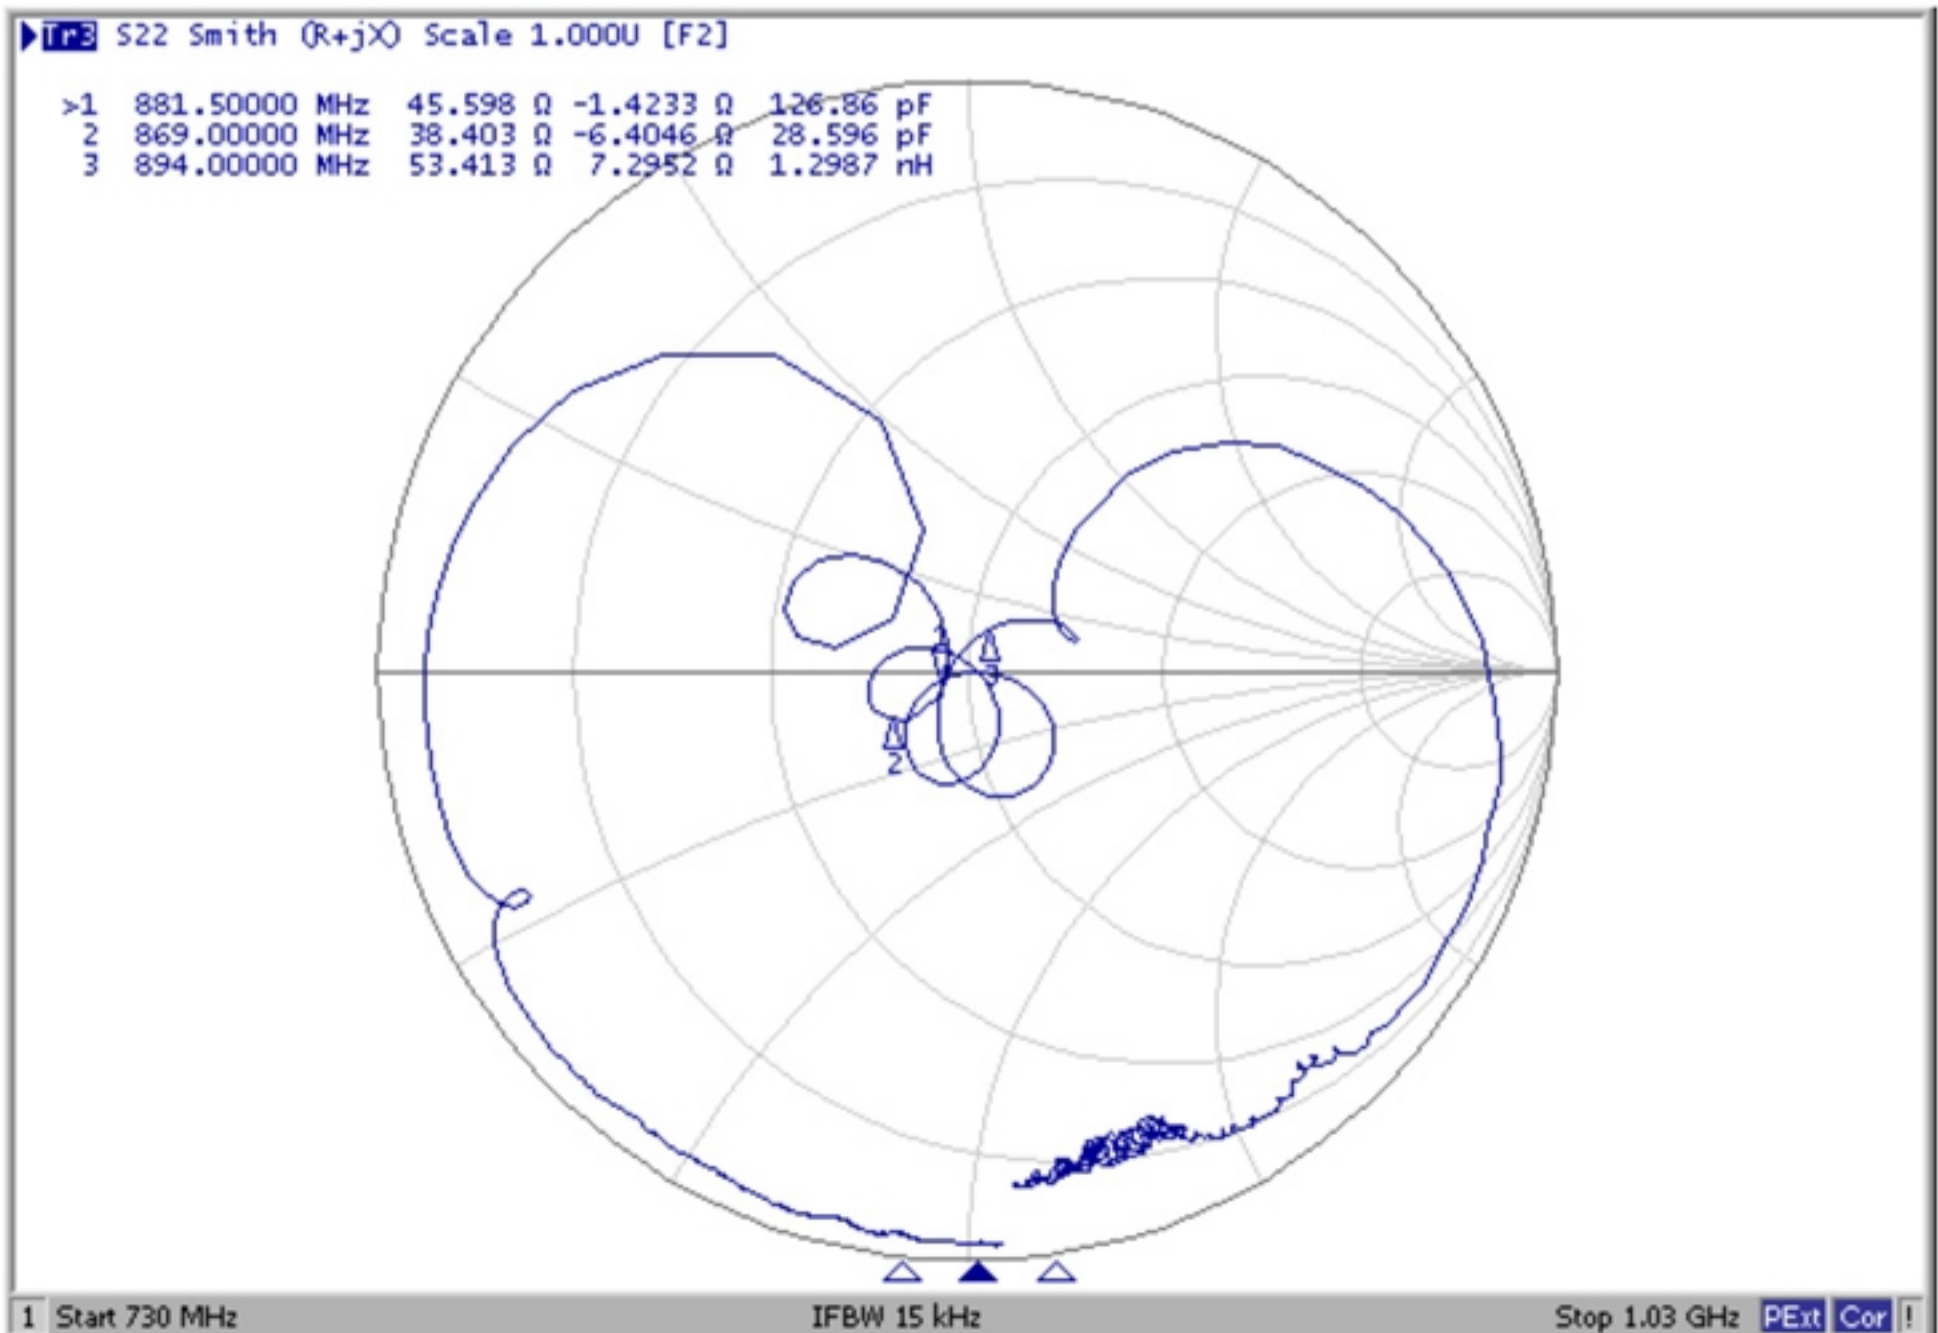 Tr3 S22 Smith (R+jX) Scale 1.000U [F2]
>1 881.50000 MHz 45.598 Ω -1.4233 Ω 126.86 pF
2 869.00000 MHz 38.403 Ω -6.4046 Ω 28.596 pF
3 894.00000 MHz 53.413 Ω 7.2952 Ω 1.2987 nH
1
3
2
1 Start 730 MHz IFBW 15 kHz Stop 1.03 GHz PExt Cor !